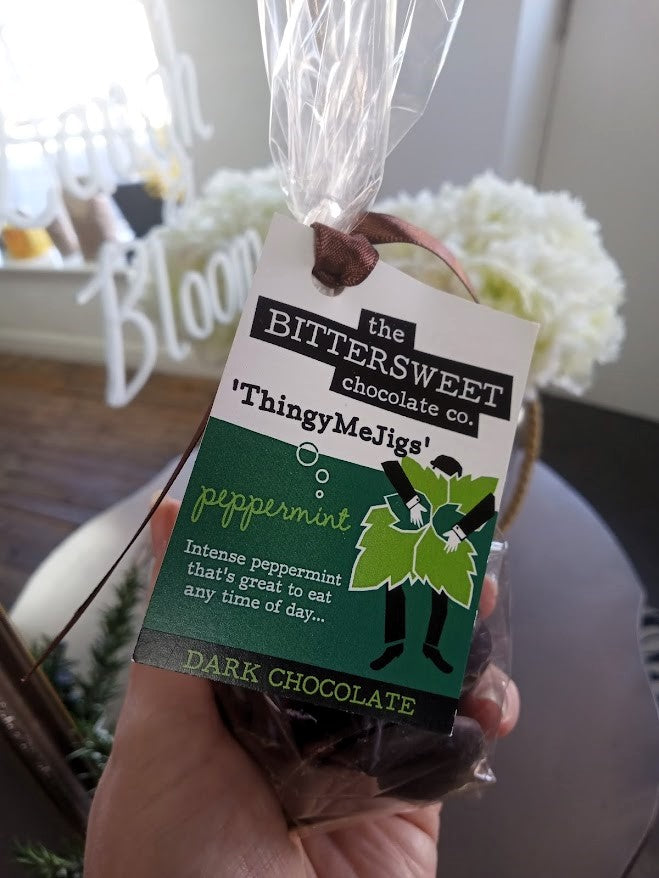 Bloom
the
BITTERSWEET
chocolate co.
'ThingyMeJigs'
peppermint
Intense peppermint
that's great to eat
any time of day...
DARK CHOCOLATE